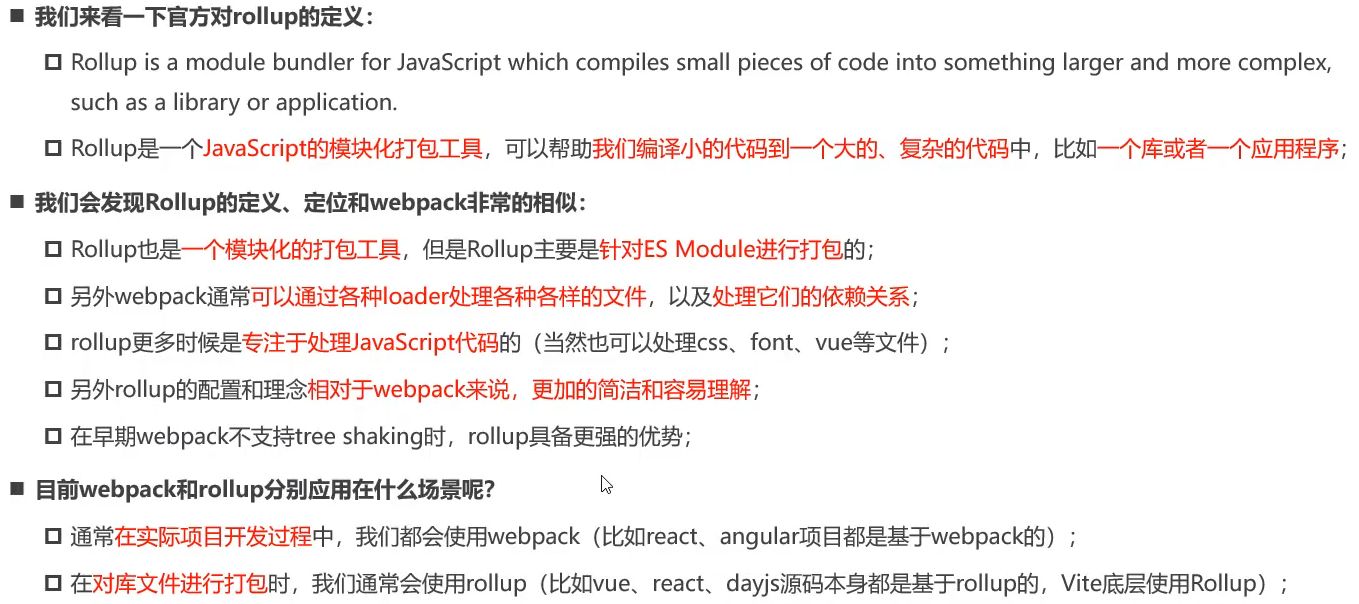 我们来看一下官方对rollup的定义：
Rollup is a module bundler for JavaScript which compiles small pieces of code into something larger and more complex,
such as a library or application.
Rollup是一个JavaScript的模块化打包工具，可以帮助我们编译小的代码到一个大的、复杂的代码中，比如一个库或者一个应用程序；
我们会发现Rollup的定义、定位和webpack非常的相似：
Rollup也是一个模块化的打包工具，但是Rollup主要是针对ES Module进行打包的；
另外webpack通常可以通过各种loader处理各种各样的文件，以及处理它们的依赖关系；
rollup更多时候是专注于处理JavaScript代码的（当然也可以处理css、font、vue等文件）；
另外rollup的配置和理念相对于webpack来说，更加的简洁和容易理解；
在早期webpack不支持tree shaking时，rollup具备更强的优势；
目前webpack和rollup分别应用在什么场景呢？
通常在实际项目开发过程中，我们都会使用webpack（比如react、angular项目都是基于webpack的）；
在对库文件进行打包时，我们通常会使用rollup（比如vue、react、dayjs源码本身都是基于rollup的，Vite底层使用Rollup）；